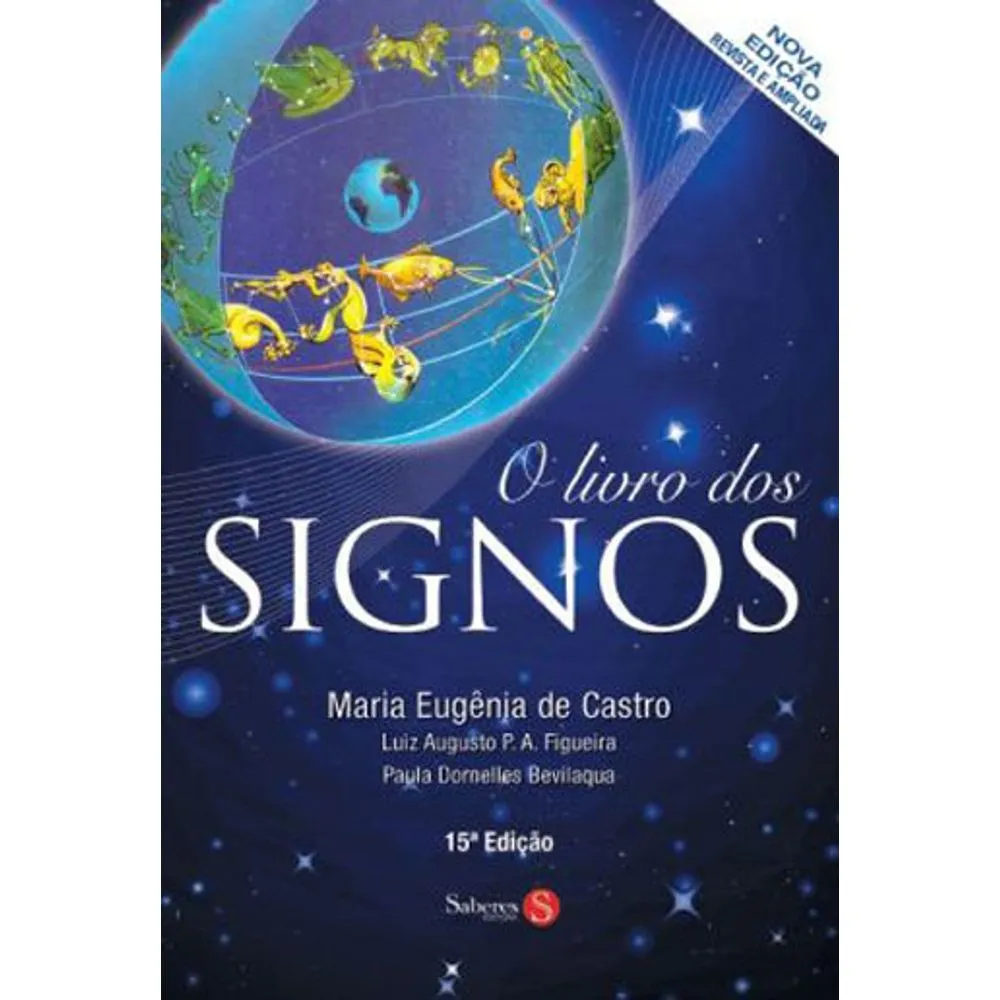 NOVA
EDIÇÃO
REVISTA E AMPLIADA
O livro dos
SIGNOS
Maria Eugênia de Castro
Luiz Augusto P. A. Figueira
Paula Dornelles Bevilaqua
15ª Edição
Saberes S
EDITORA